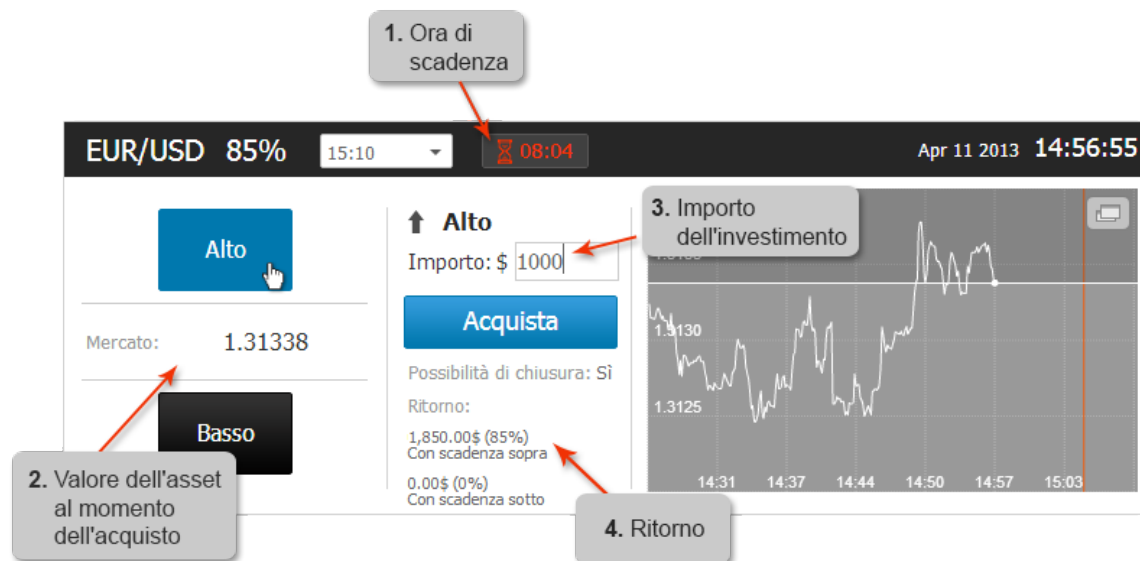 1. Ora di
scadenza
EUR/USD 85%
15:10
08:04
Apr 11 2013 14:56:55
Alto
Mercato: 1.31338
Basso
2. Valore dell'asset
al momento
dell'acquisto
Alto
Importo: $ 1000
Acquista
Possibilità di chiusura: Sì
Ritorno:
1,850.00$ (85%)
Con scadenza sopra
0.00$ (0%)
Con scadenza sotto
3. Importo
dell'investimento
4. Ritorno
1.3130
1.3125
14:31 14:37 14:44 14:50 14:57 15:03